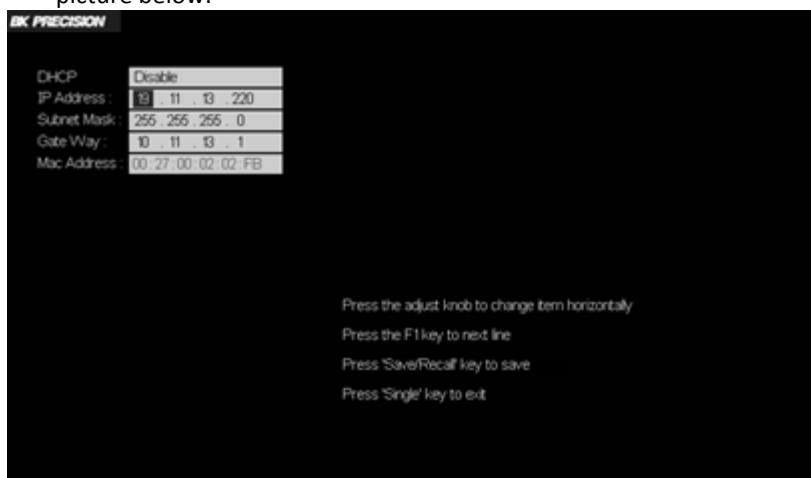 picture below.
BK PRECISION
DHCP Disable
IP Address : 19 . 11 . 13 . 220
Subnet Mask : 255 . 255 . 255 . 0
Gate Way : 10 . 11 . 13 . 1
Mac Address : 00 : 27 : 00 : 02 : 02 : FB
Press the adjust knob to change item horizontally
Press the F1 key to next line
Press 'Save/Recall' key to save
Press 'Single' key to exit